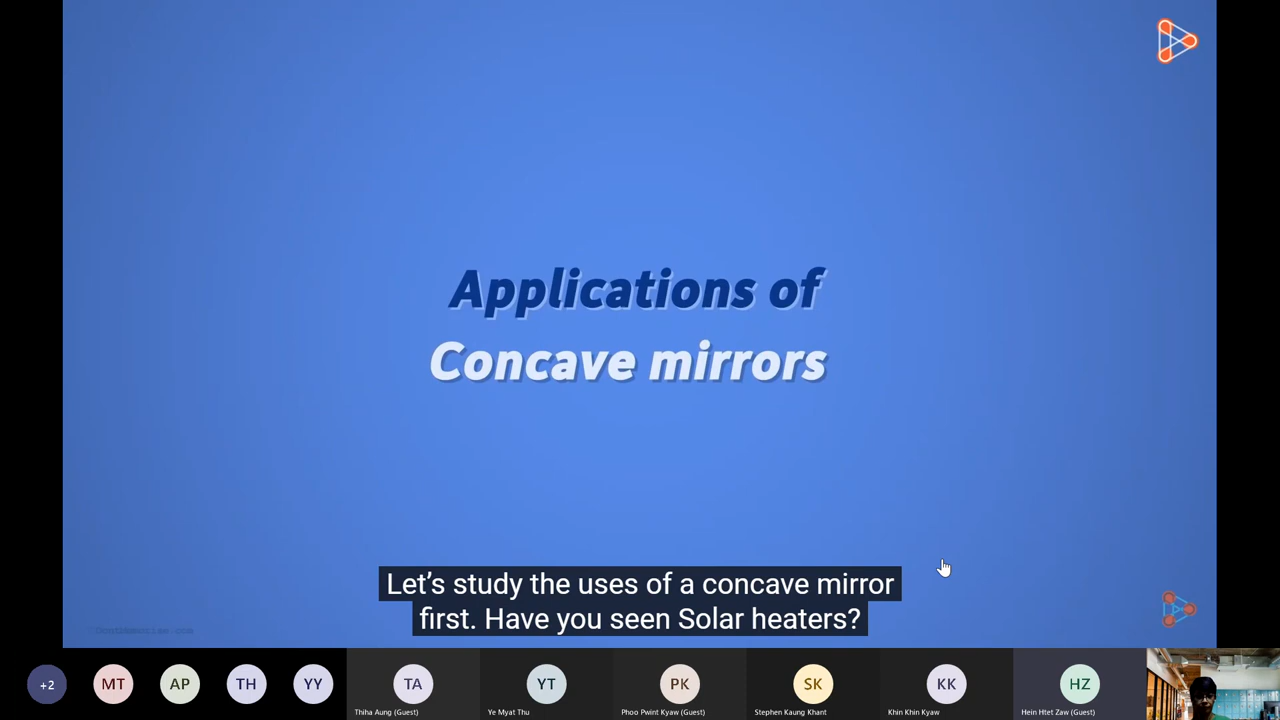 Applications of
Concave mirrors
Let’s study the uses of a concave mirror
first. Have you seen Solar heaters?
+2
MT
AP
TH
YY
TA
YT
PK
SK
KK
HZ
Thiha Aung (Guest)
Ye Myat Thu
Phoo Pwint Kyaw (Guest)
Stephen Kaung Khant
Khin Khin Kyaw
Hein Htet Zaw (Guest)